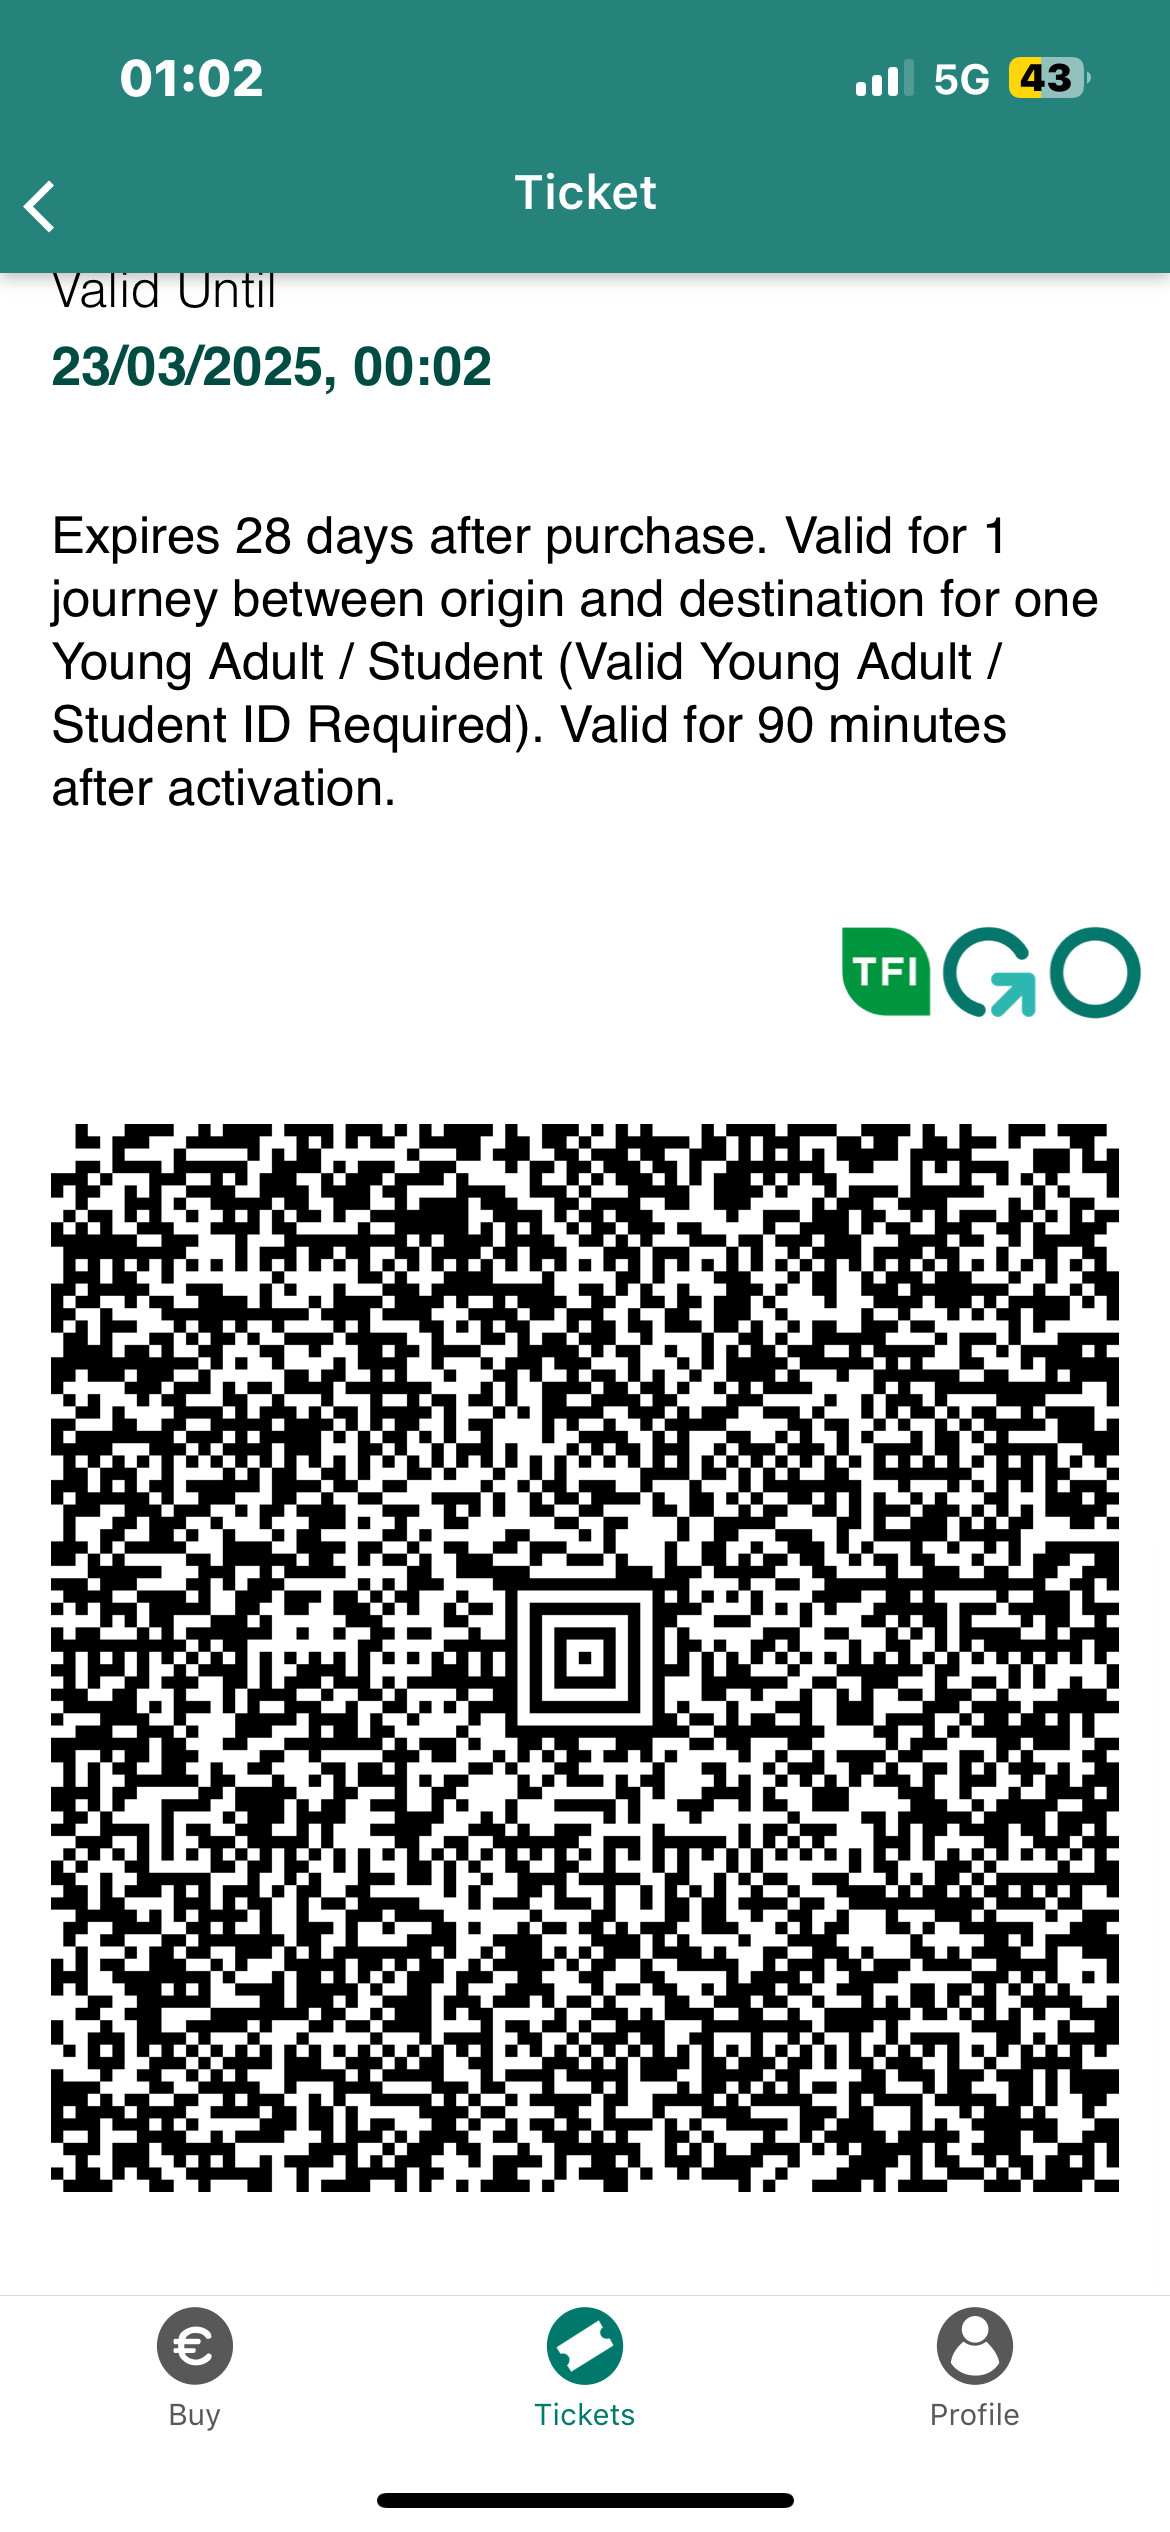 01:02
5G 43
Ticket
Valid Until
23/03/2025, 00:02
Expires 28 days after purchase. Valid for 1
journey between origin and destination for one
Young Adult / Student (Valid Young Adult /
Student ID Required). Valid for 90 minutes
after activation.
TFI GO
Buy
Tickets
Profile